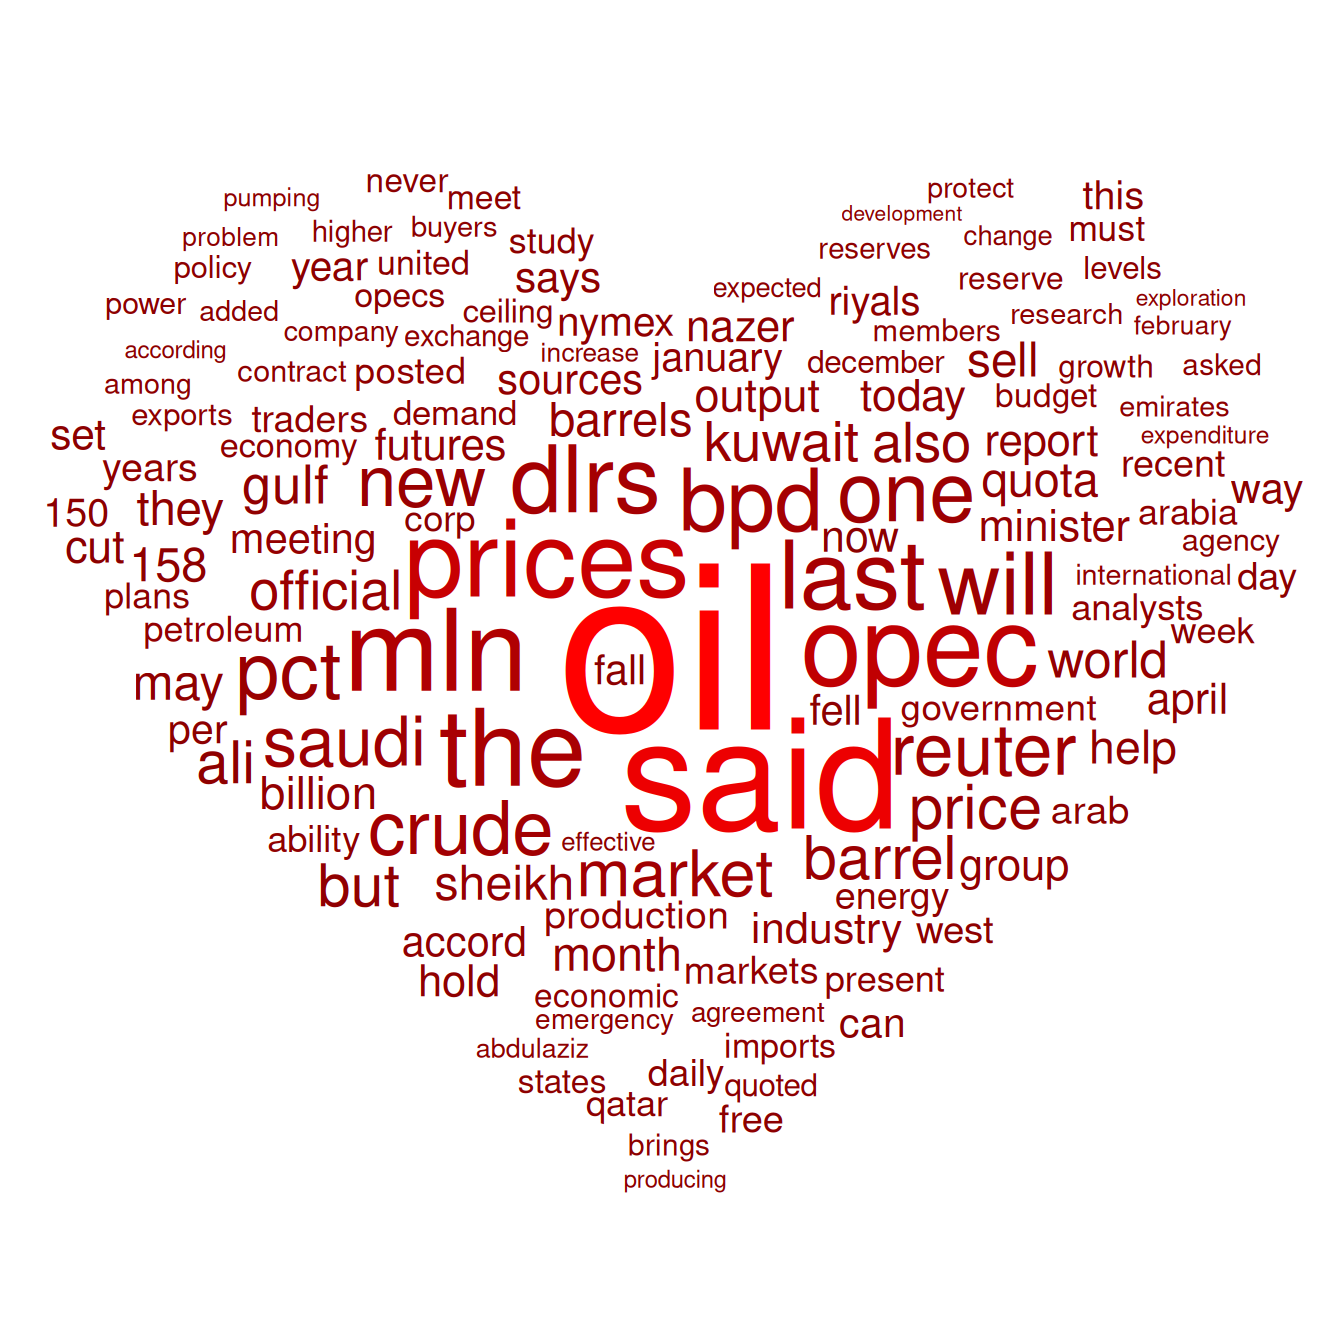 never
pumping meet protect this
development
problem higher buyers study reserves change must
policy year united says reserve levels
power added opecs ceiling expected riyals exploration
company exchange nymex nazer members research february
according increase january december sell growth asked
among contract posted sources output today budget
exports traders demand barrels emirates
set economy futures kuwait also report expenditure
years gulf new dlrs bpd one quota recent way
150 they corp now minister arabia
cut 158 meeting prices agency
plans official last will international day
analysts
petroleum mln oil opec week
may pct fall world
per fell government april
ali saudi the reuter help
billion said price arab
ability crude effective
but sheikh market barrel group
energy
production industry west
accord month
hold markets present
economic
emergency agreement can
abdulaziz imports
states daily quoted
qatar free
brings
producing